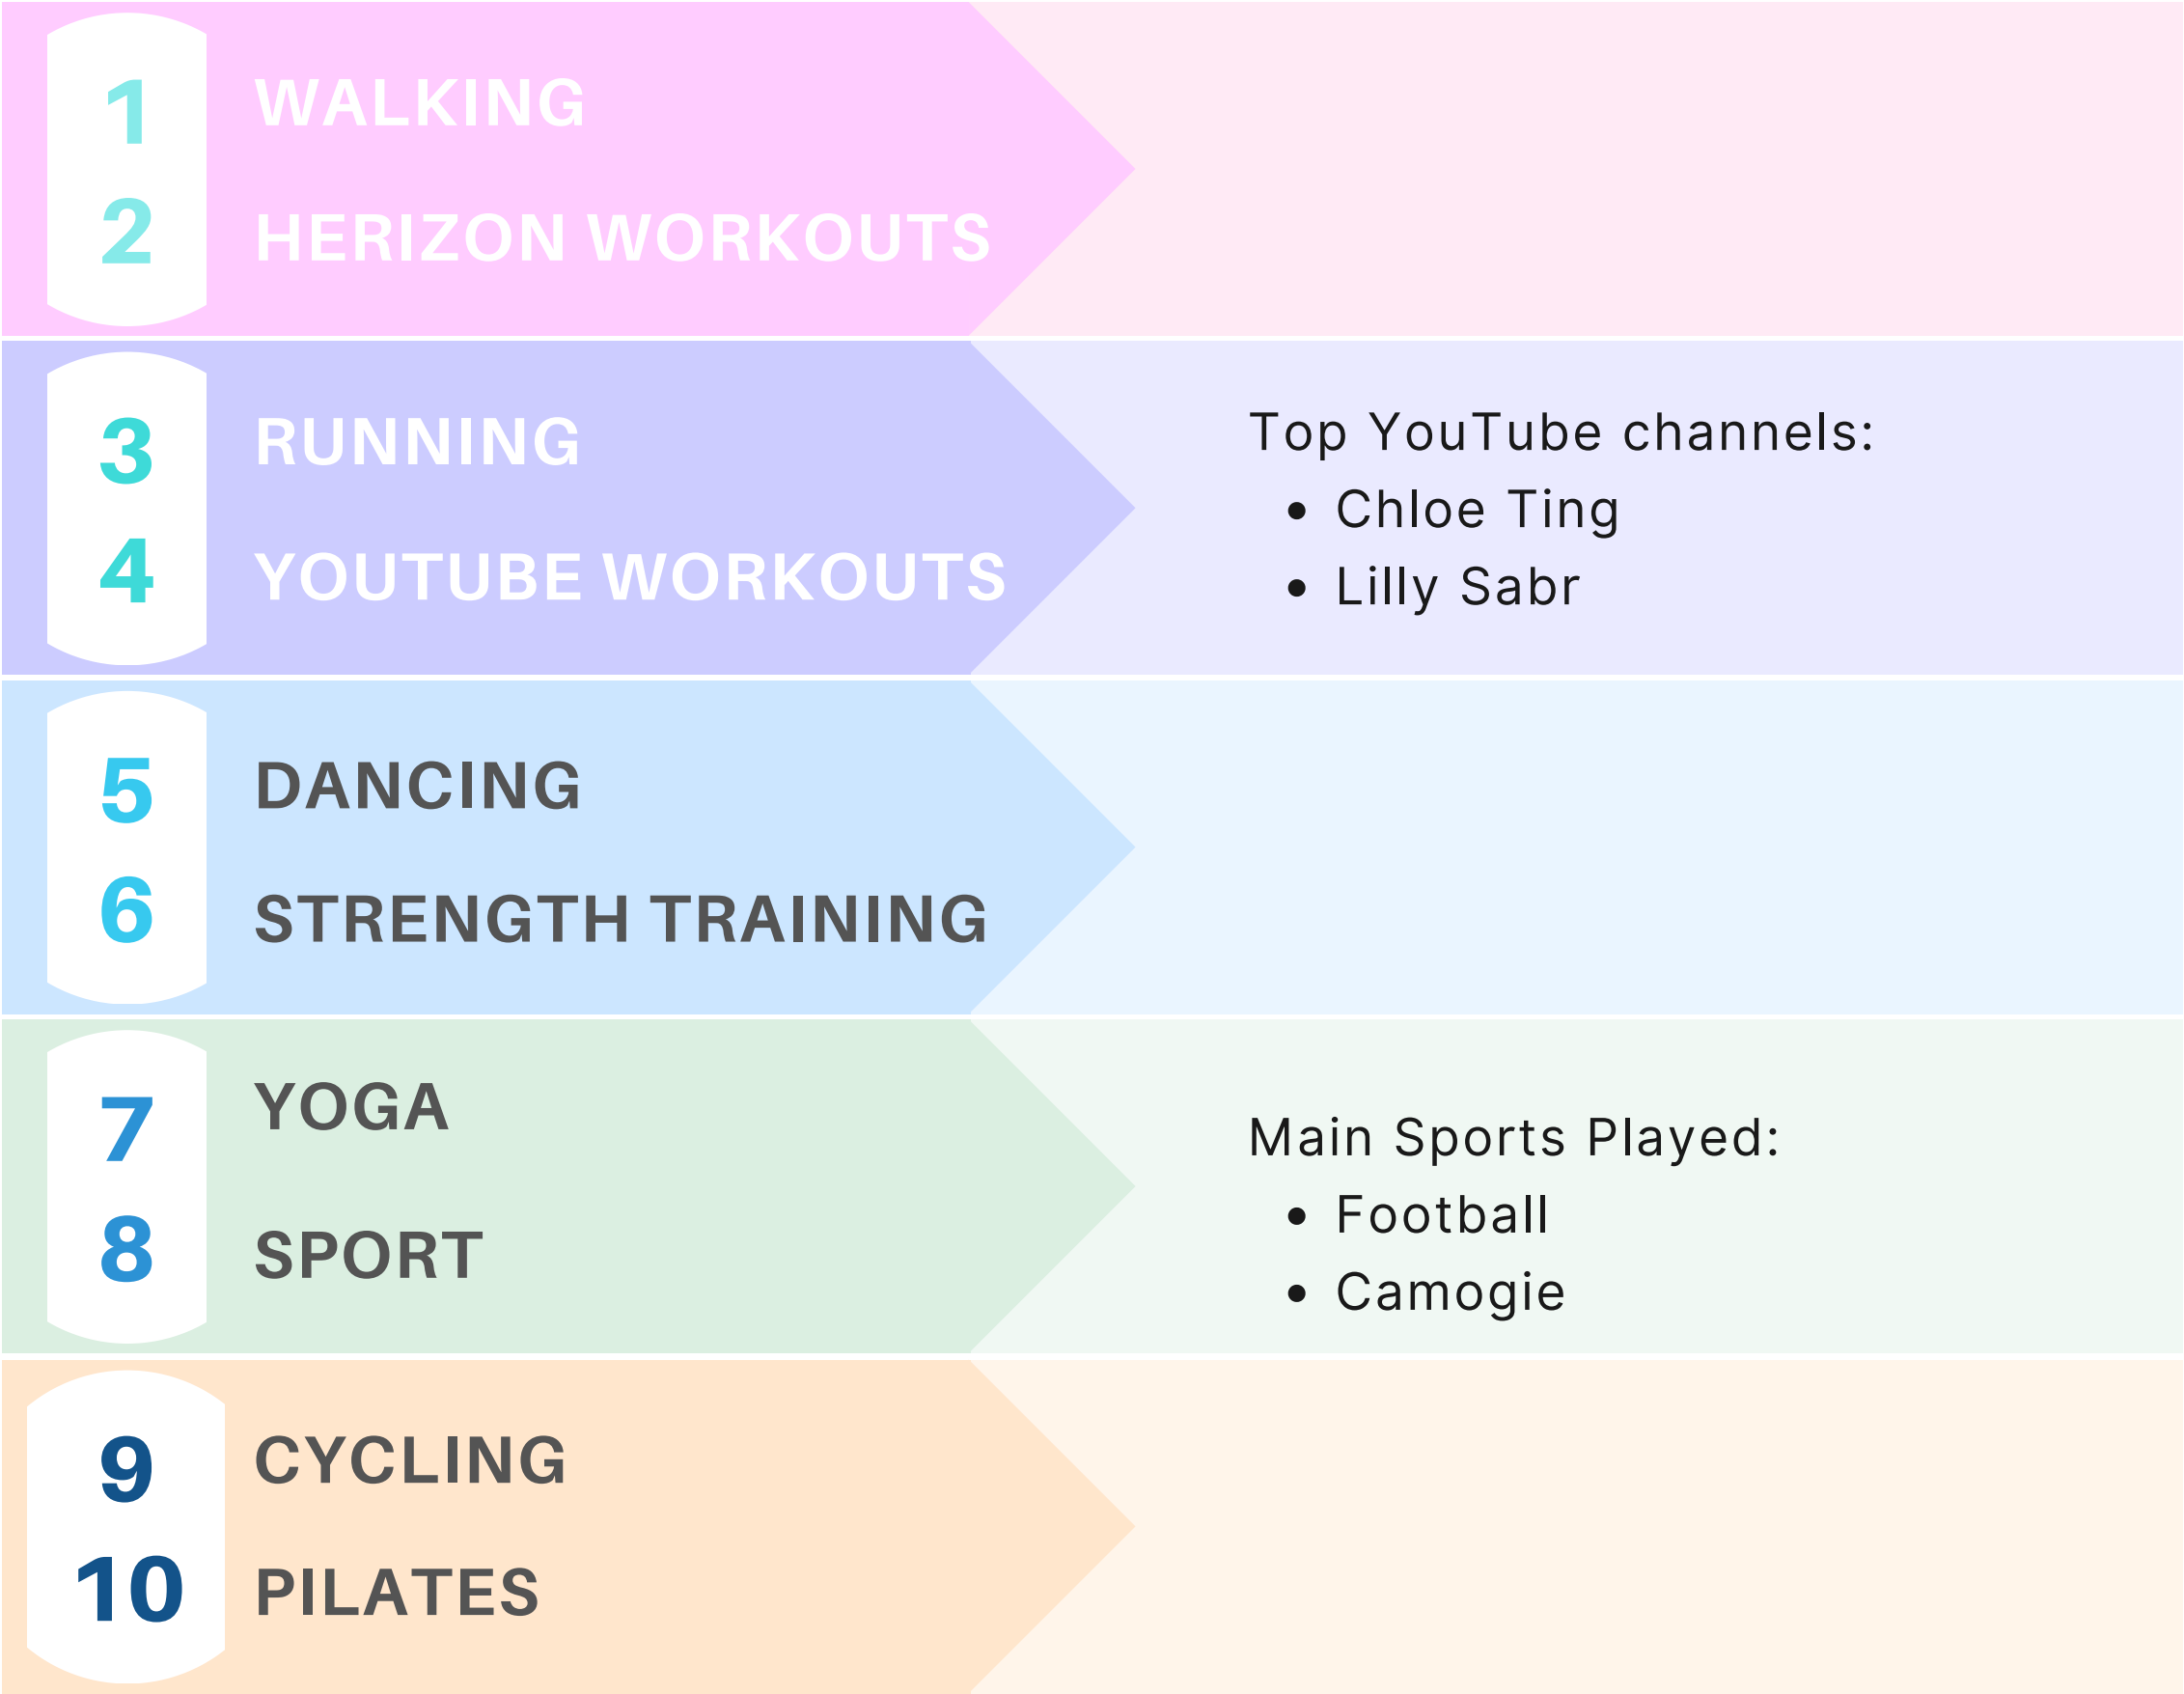 1 WALKING
2 HERIZON WORKOUTS
3 RUNNING
4 YOUTUBE WORKOUTS
Top YouTube channels:
• Chloe Ting
• Lilly Sabr
5 DANCING
6 STRENGTH TRAINING
7 YOGA
8 SPORT
Main Sports Played:
• Football
• Camogie
9 CYCLING
10 PILATES